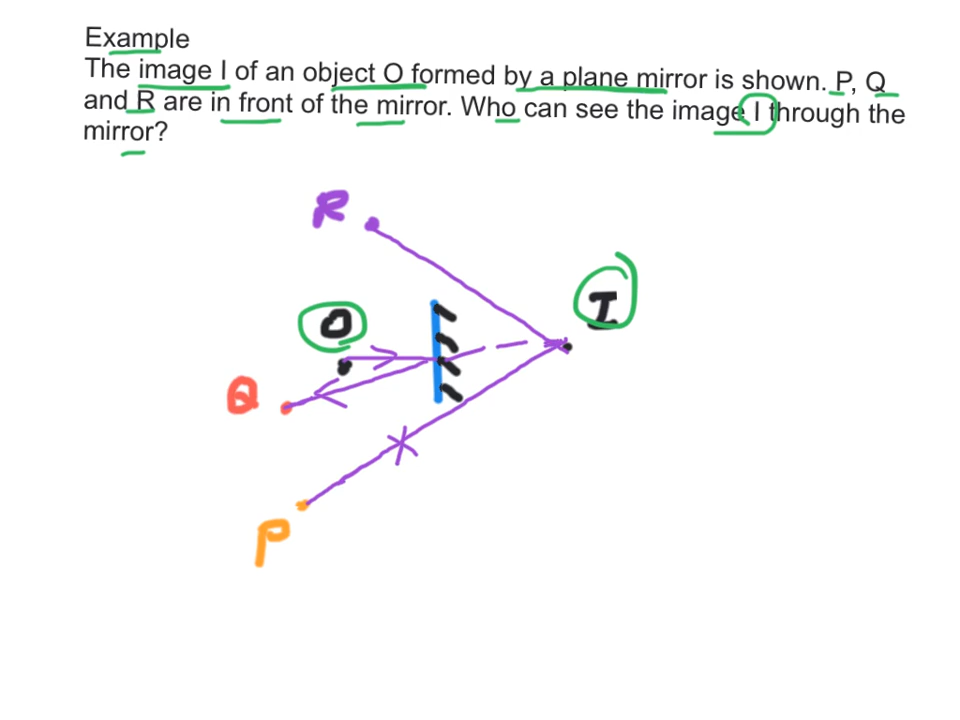 Example
The image I of an object O formed by a plane mirror is shown. P, Q
and R are in front of the mirror. Who can see the image I through the
mirror?
R
O
I
Q
P